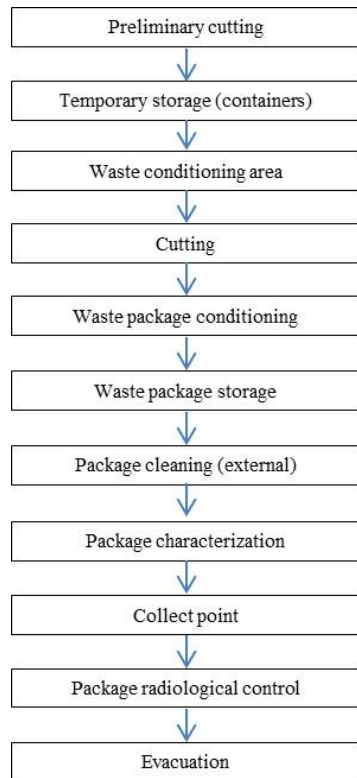 Preliminary cutting
Temporary storage (containers)
Waste conditioning area
Cutting
Waste package conditioning
Waste package storage
Package cleaning (external)
Package characterization
Collect point
Package radiological control
Evacuation